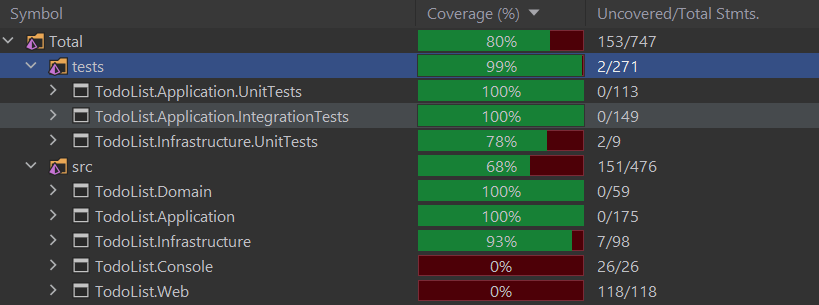 Symbol Coverage (%) Uncovered/Total Stmts.
Total 80% 153/747
tests 99% 2/271
TodoList.Application.UnitTests 100% 0/113
TodoList.Application.IntegrationTests 100% 0/149
TodoList.Infrastructure.UnitTests 78% 2/9
src 68% 151/476
TodoList.Domain 100% 0/59
TodoList.Application 100% 0/175
TodoList.Infrastructure 93% 7/98
TodoList.Console 0% 26/26
TodoList.Web 0% 118/118